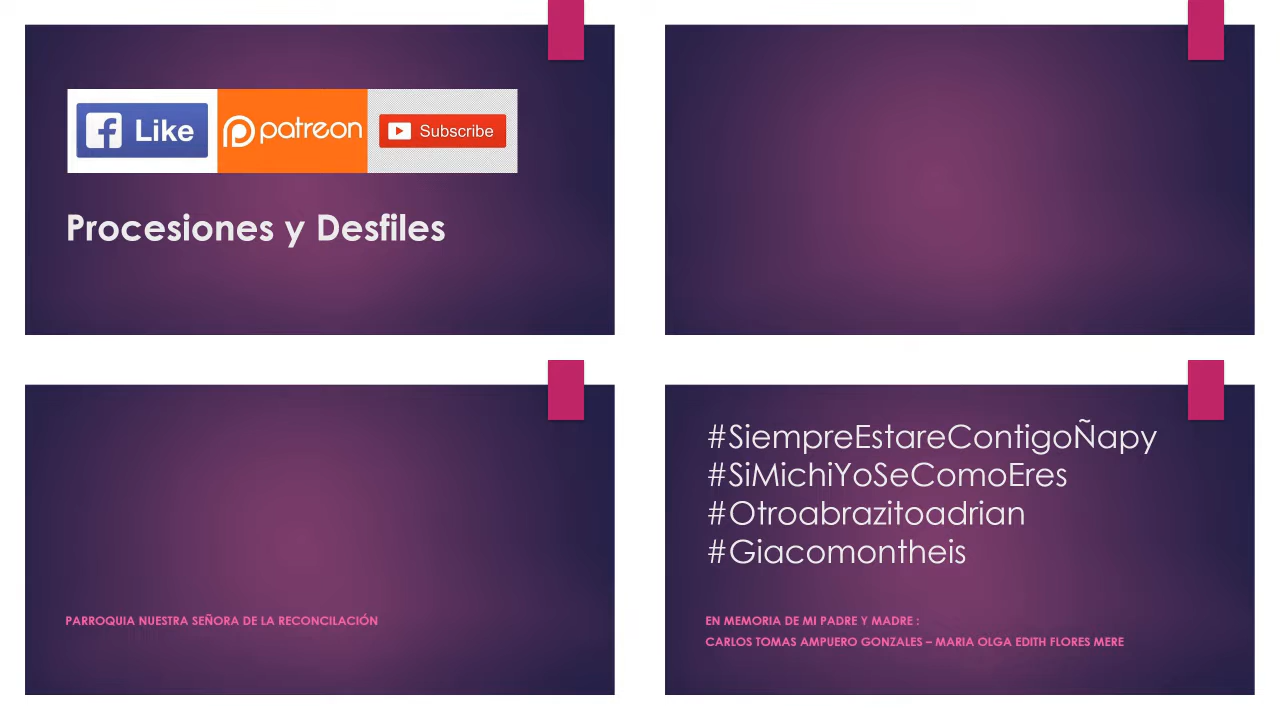 Like
patreon
Subscribe
Procesiones y Desfiles
PARROQUIA NUESTRA SEÑORA DE LA RECONCILACIÓN
#SiempreEstareContigoÑapy
#SiMichiYoSeComoEres
#Otroabrazitoadrian
#Giacomontheis
EN MEMORIA DE MI PADRE Y MADRE :
CARLOS TOMAS AMPUERO GONZALES – MARIA OLGA EDITH FLORES MERE